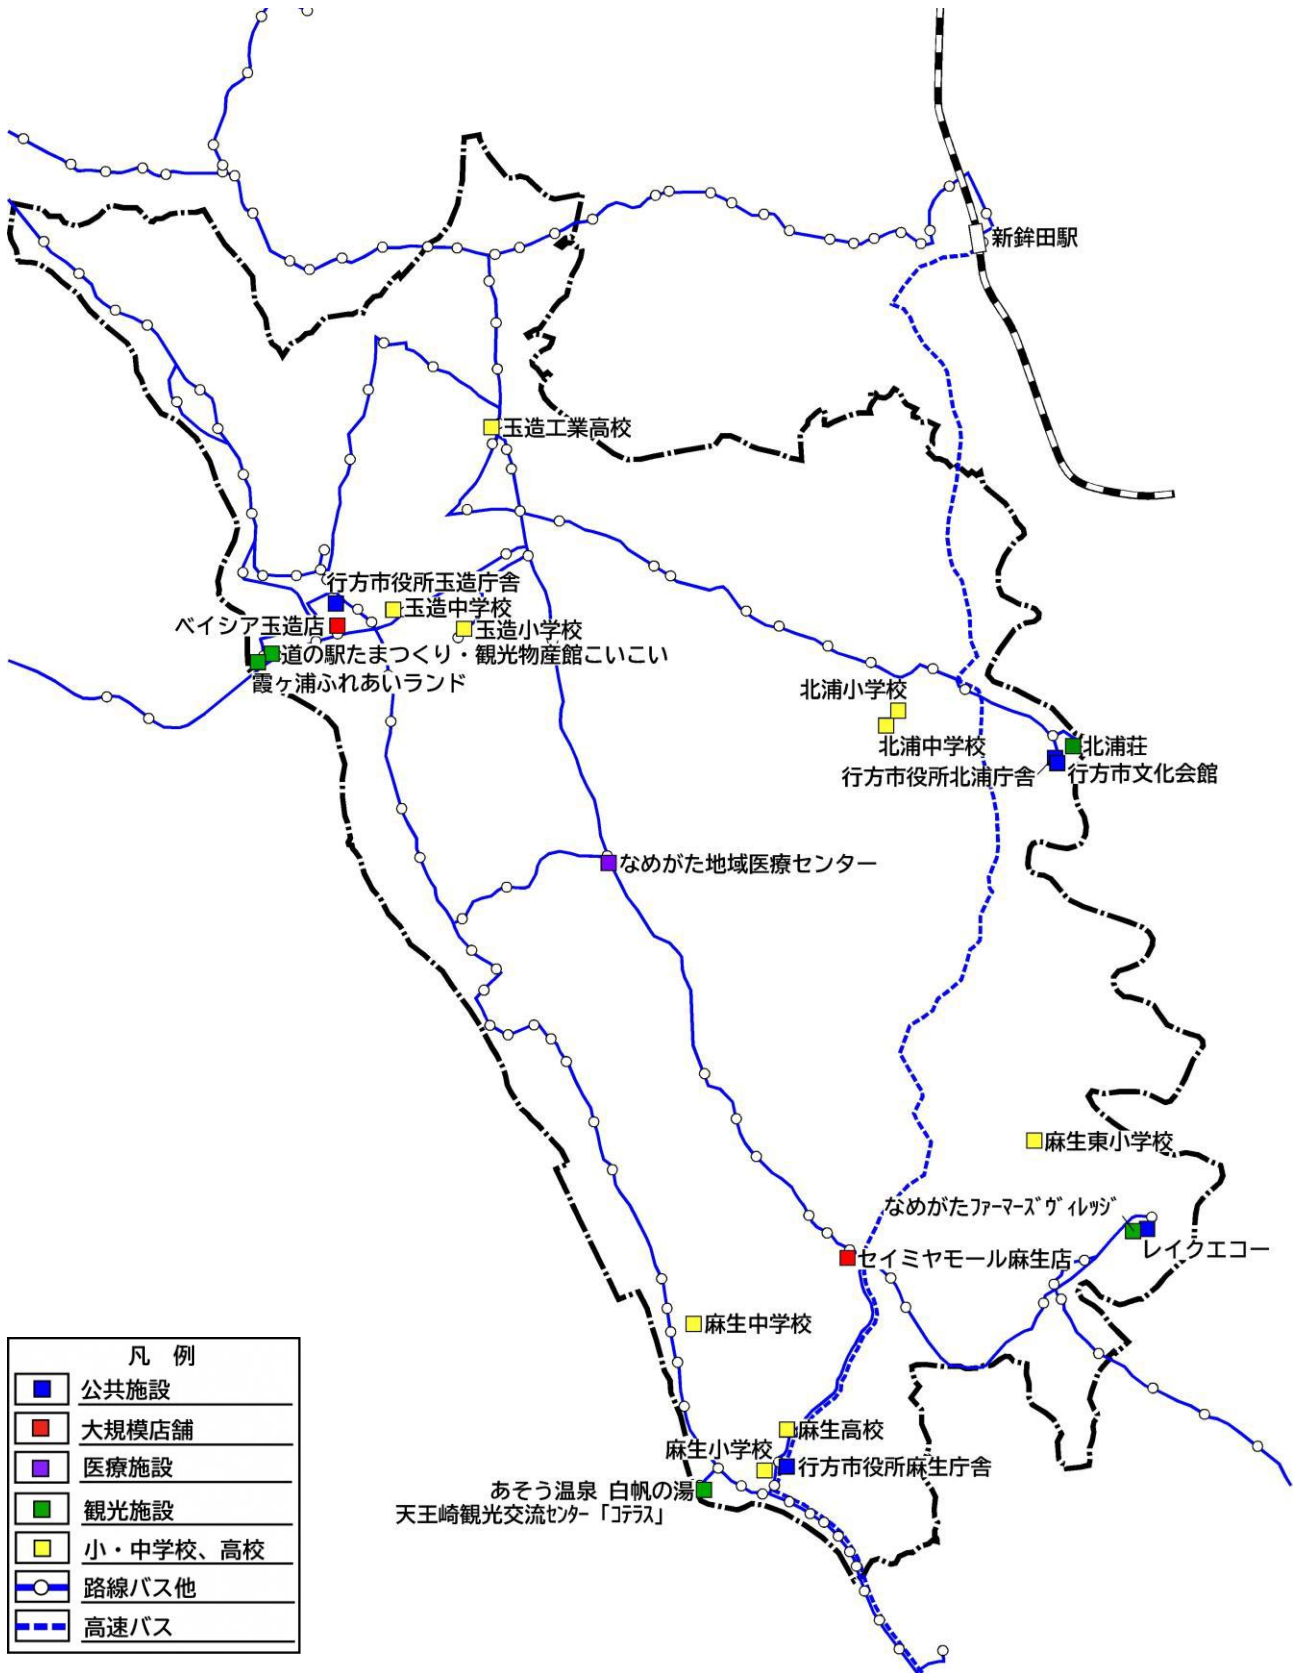 新鉾田駅
玉造工業高校
行方市役所玉造庁舎
玉造中学校
ベイシア玉造店
玉造小学校
道の駅たまつくり・観光物産館こいこい
霞ヶ浦ふれあいランド
北浦小学校
北浦中学校
北浦荘
行方市役所北浦庁舎
行方市文化会館
なめがた地域医療センター
麻生東小学校
なめがたﾌｧｰﾏｰｽﾞｳﾞｨﾚｯｼﾞ
レイクエコー
セイミヤモール麻生店
麻生中学校
麻生高校
麻生小学校
行方市役所麻生庁舎
あそう温泉 白帆の湯
天王崎観光交流ｾﾝﾀｰ「ｺﾃﾗｽ」
凡 例
公共施設
大規模店舗
医療施設
観光施設
小・中学校、高校
路線バス他
高速バス